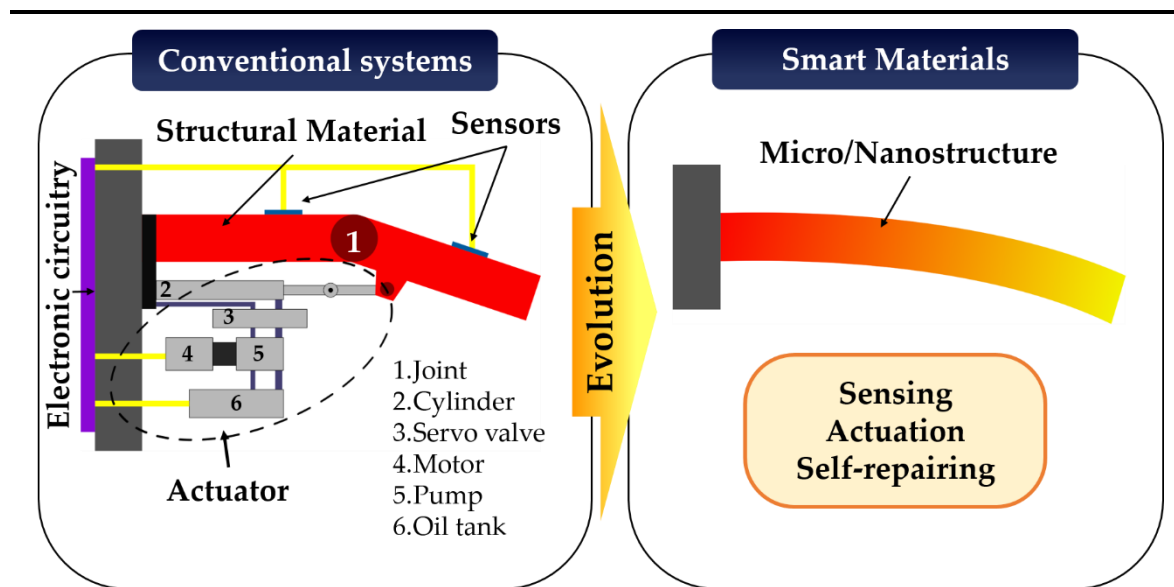 Conventional systems
Structural Material
Sensors
Electronic circuitry
1
2
3
4
5
6
Actuator
1.Joint
2.Cylinder
3.Servo valve
4.Motor
5.Pump
6.Oil tank
Evolution
Smart Materials
Micro/Nanostructure
Sensing
Actuation
Self-repairing